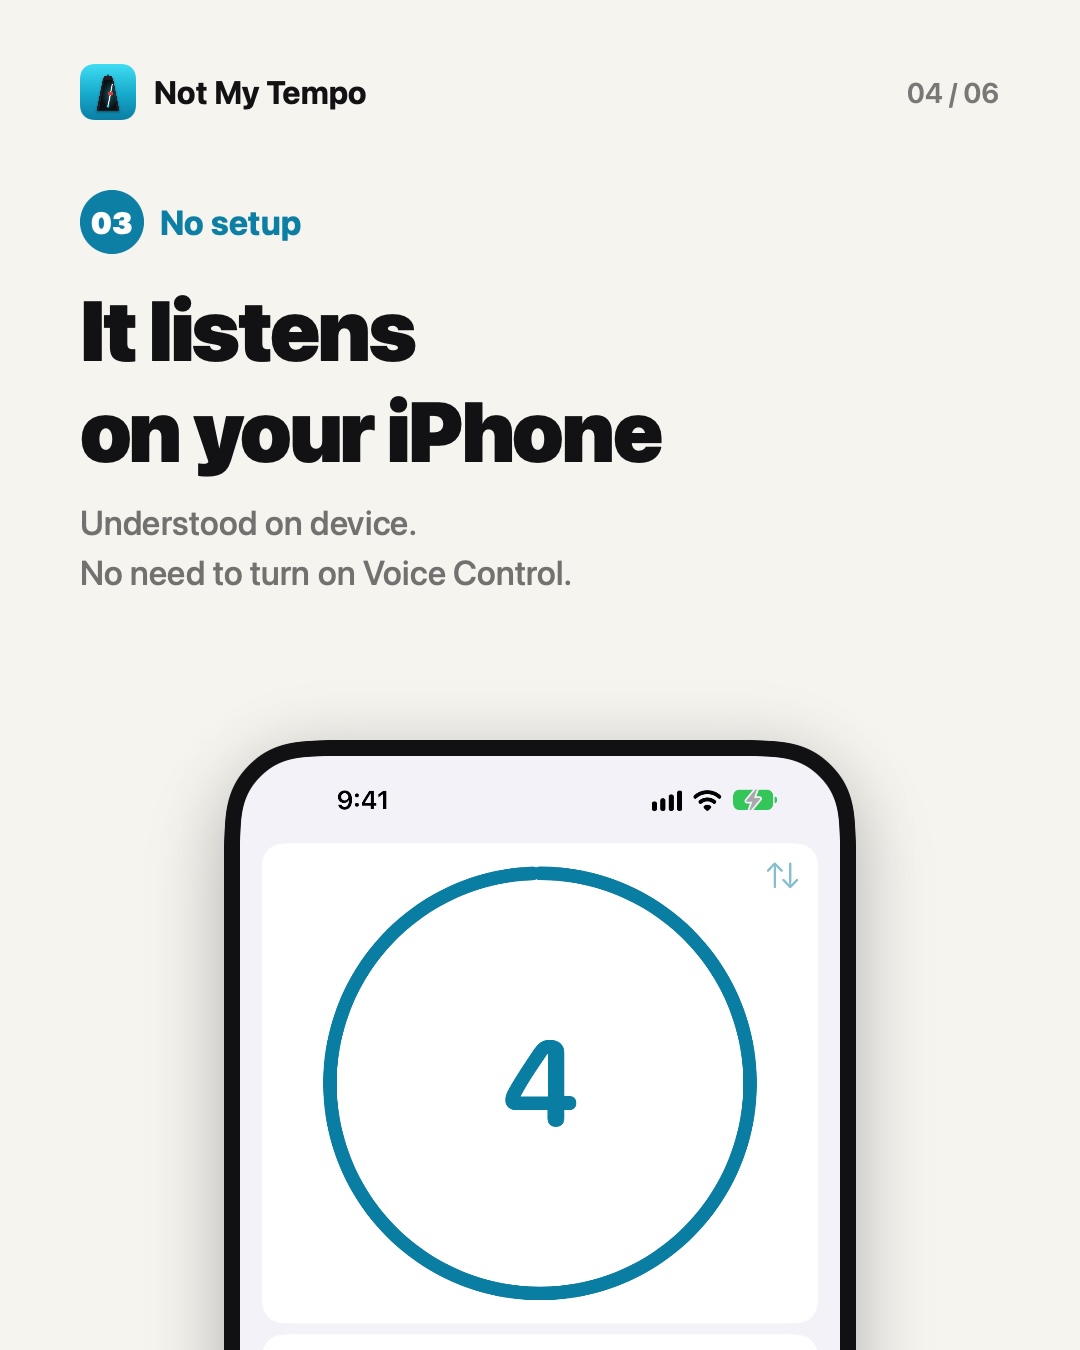 Not My Tempo
04 / 06
03 No setup
It listens
on your iPhone
Understood on device.
No need to turn on Voice Control.
9:41
4